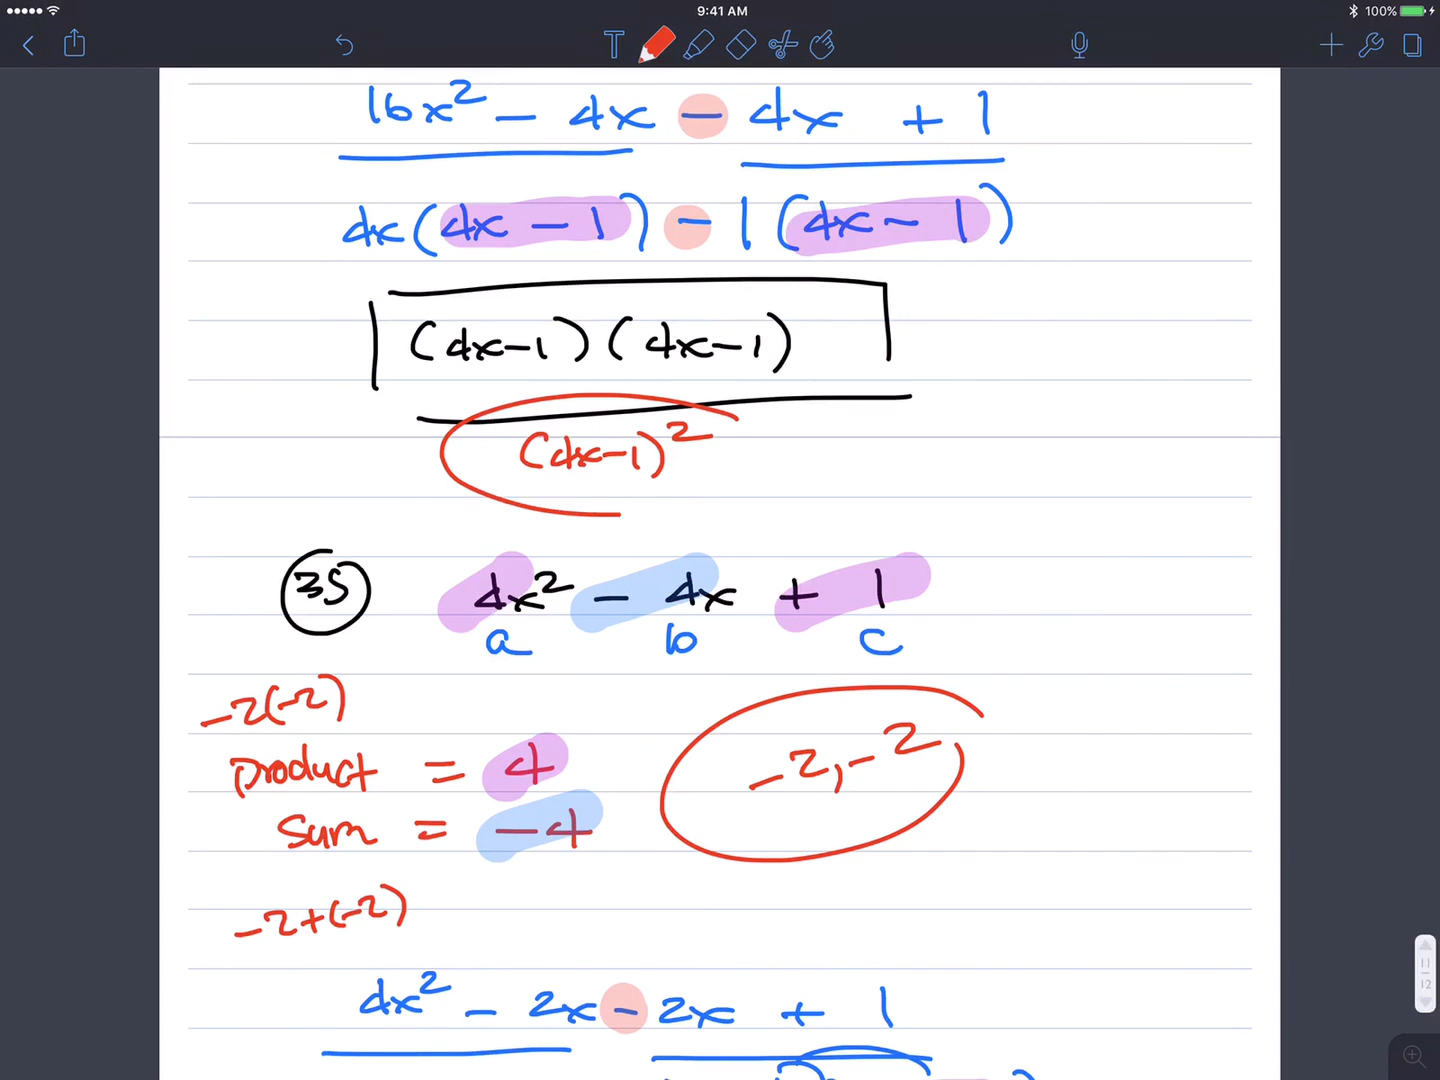 9:41 AM
100%
T
16x² - 4x - 4x + 1
4x(4x - 1) - 1(4x - 1)
(4x-1)(4x-1)
(4x-1)²
35
4x² - 4x + 1
a b c
-2(-2)
product = 4
-2, -2
sum = -4
-2+(-2)
4x² - 2x - 2x + 1
11
12